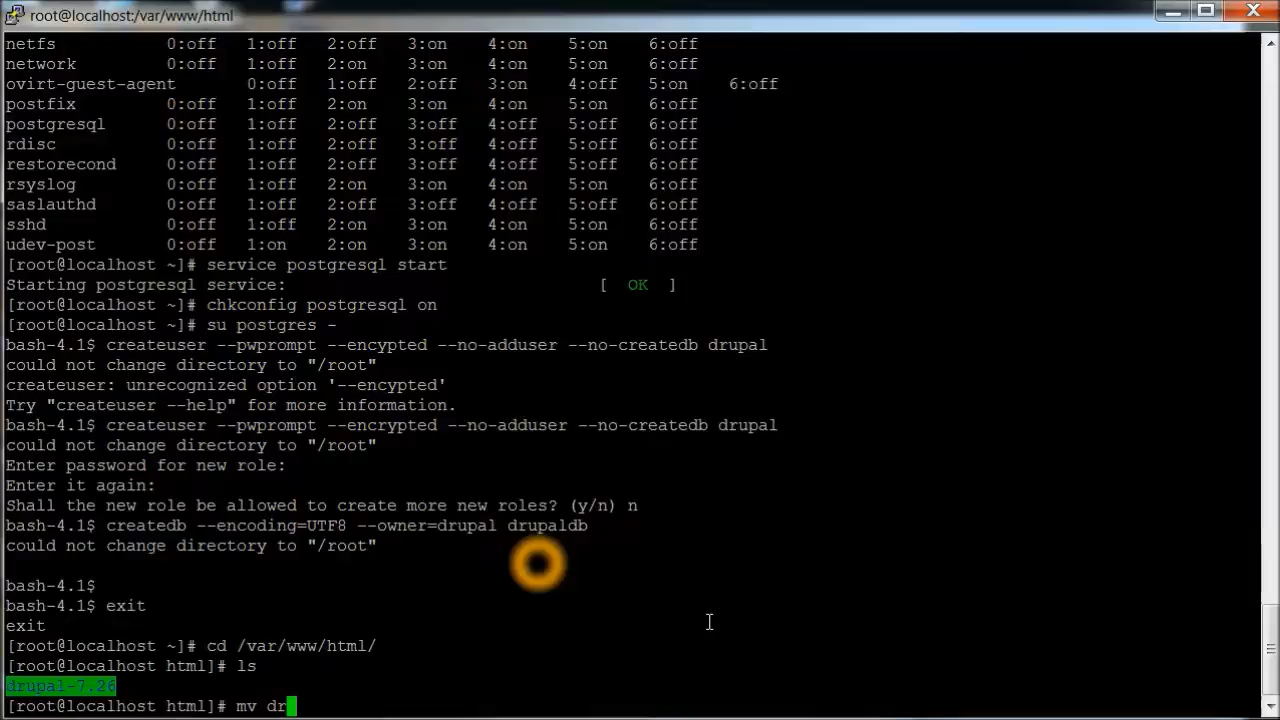 root@localhost:/var/www/html
netfs 0:off 1:off 2:off 3:on 4:on 5:on 6:off
network 0:off 1:off 2:on 3:on 4:on 5:on 6:off
ovirt-guest-agent 0:off 1:off 2:off 3:on 4:off 5:on 6:off
postfix 0:off 1:off 2:on 3:on 4:on 5:on 6:off
postgresql 0:off 1:off 2:off 3:off 4:off 5:off 6:off
rdisc 0:off 1:off 2:off 3:off 4:off 5:off 6:off
restorecond 0:off 1:off 2:off 3:off 4:off 5:off 6:off
rsyslog 0:off 1:off 2:on 3:on 4:on 5:on 6:off
saslauthd 0:off 1:off 2:off 3:off 4:off 5:off 6:off
sshd 0:off 1:off 2:on 3:on 4:on 5:on 6:off
udev-post 0:off 1:on 2:on 3:on 4:on 5:on 6:off
[root@localhost ~]# service postgresql start
Starting postgresql service: [ OK ]
[root@localhost ~]# chkconfig postgresql on
[root@localhost ~]# su postgres -
bash-4.1$ createuser --pwprompt --encypted --no-adduser --no-createdb drupal
could not change directory to "/root"
createuser: unrecognized option '--encypted'
Try "createuser --help" for more information.
bash-4.1$ createuser --pwprompt --encrypted --no-adduser --no-createdb drupal
could not change directory to "/root"
Enter password for new role:
Enter it again:
Shall the new role be allowed to create more new roles? (y/n) n
bash-4.1$ createdb --encoding=UTF8 --owner=drupal drupaldb
could not change directory to "/root"
bash-4.1$
bash-4.1$ exit
exit
[root@localhost ~]# cd /var/www/html/
[root@localhost html]# ls
drupal-7.26
[root@localhost html]# mv dr